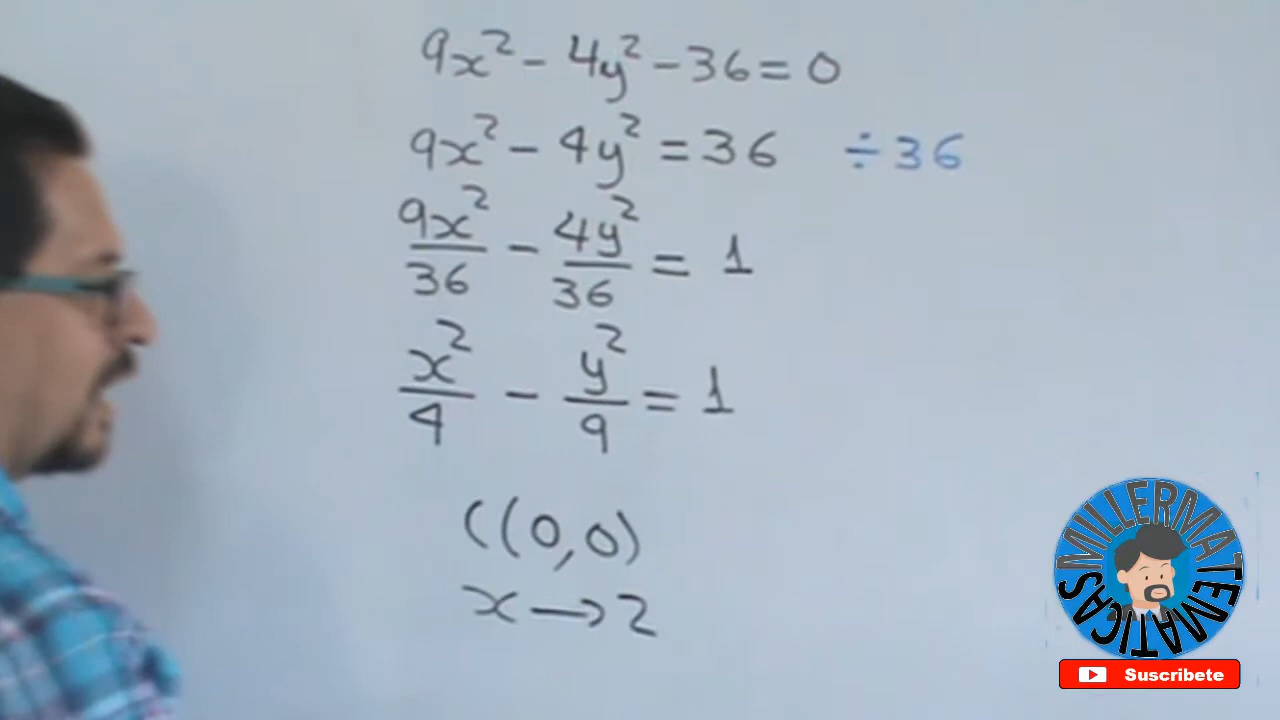 9x² - 4y² - 36 = 0
9x² - 4y² = 36 ÷ 36
9x²/36 - 4y²/36 = 1
x²/4 - y²/9 = 1
C(0,0)
x → 2
MILLERMATEMATICAS
Suscribete